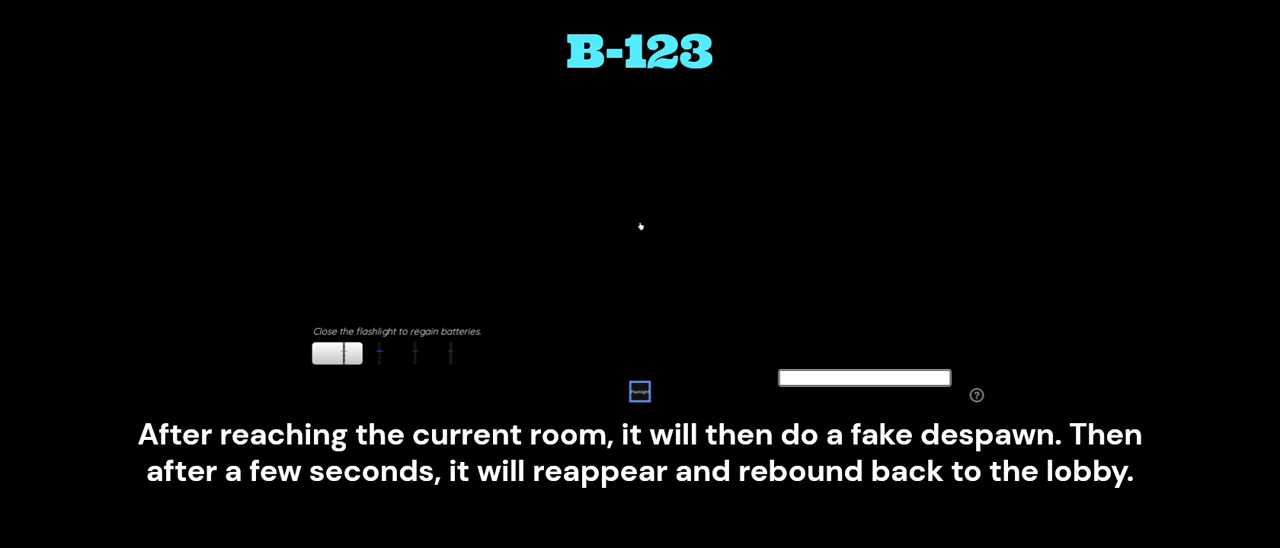 B-123
Close the flashlight to regain batteries.
Flashlight
?
After reaching the current room, it will then do a fake despawn. Then
after a few seconds, it will reappear and rebound back to the lobby.